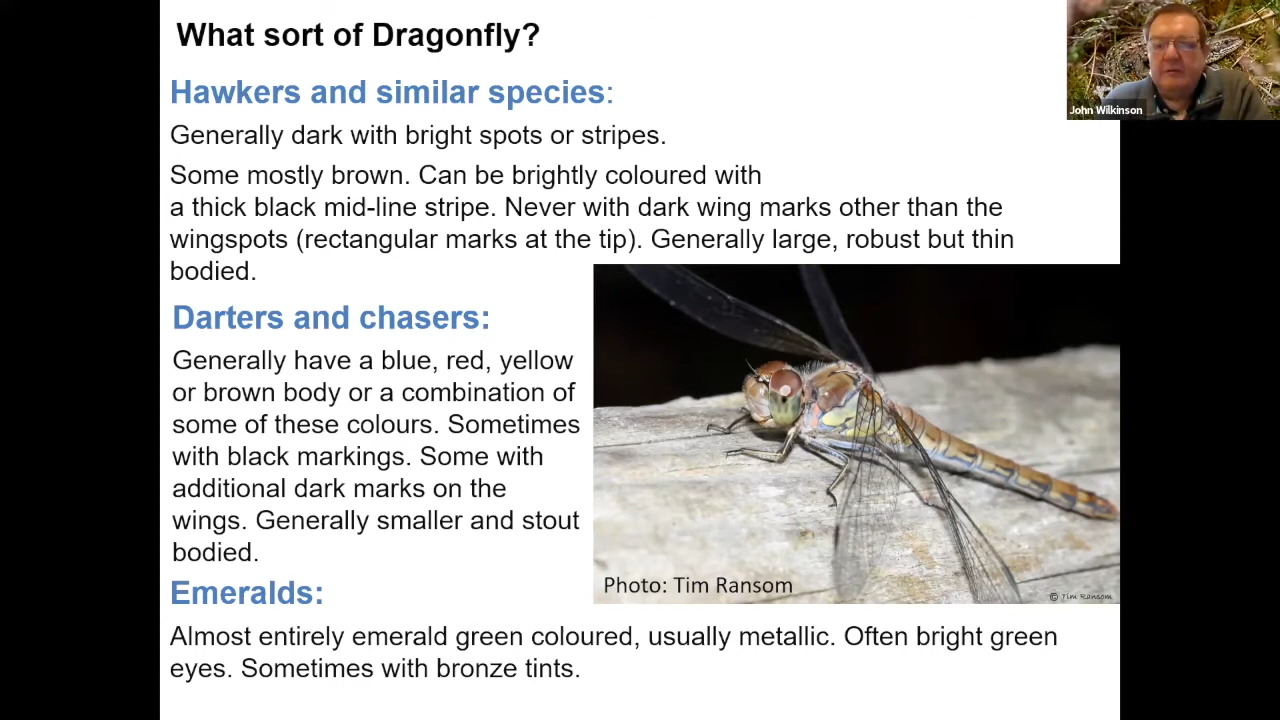 What sort of Dragonfly?
John Wilkinson
Hawkers and similar species:
Generally dark with bright spots or stripes.
Some mostly brown. Can be brightly coloured with
a thick black mid-line stripe. Never with dark wing marks other than the
wingspots (rectangular marks at the tip). Generally large, robust but thin
bodied.
Darters and chasers:
Generally have a blue, red, yellow
or brown body or a combination of
some of these colours. Sometimes
with black markings. Some with
additional dark marks on the
wings. Generally smaller and stout
bodied.
Photo: Tim Ransom
© Tim Ransom
Emeralds:
Almost entirely emerald green coloured, usually metallic. Often bright green
eyes. Sometimes with bronze tints.